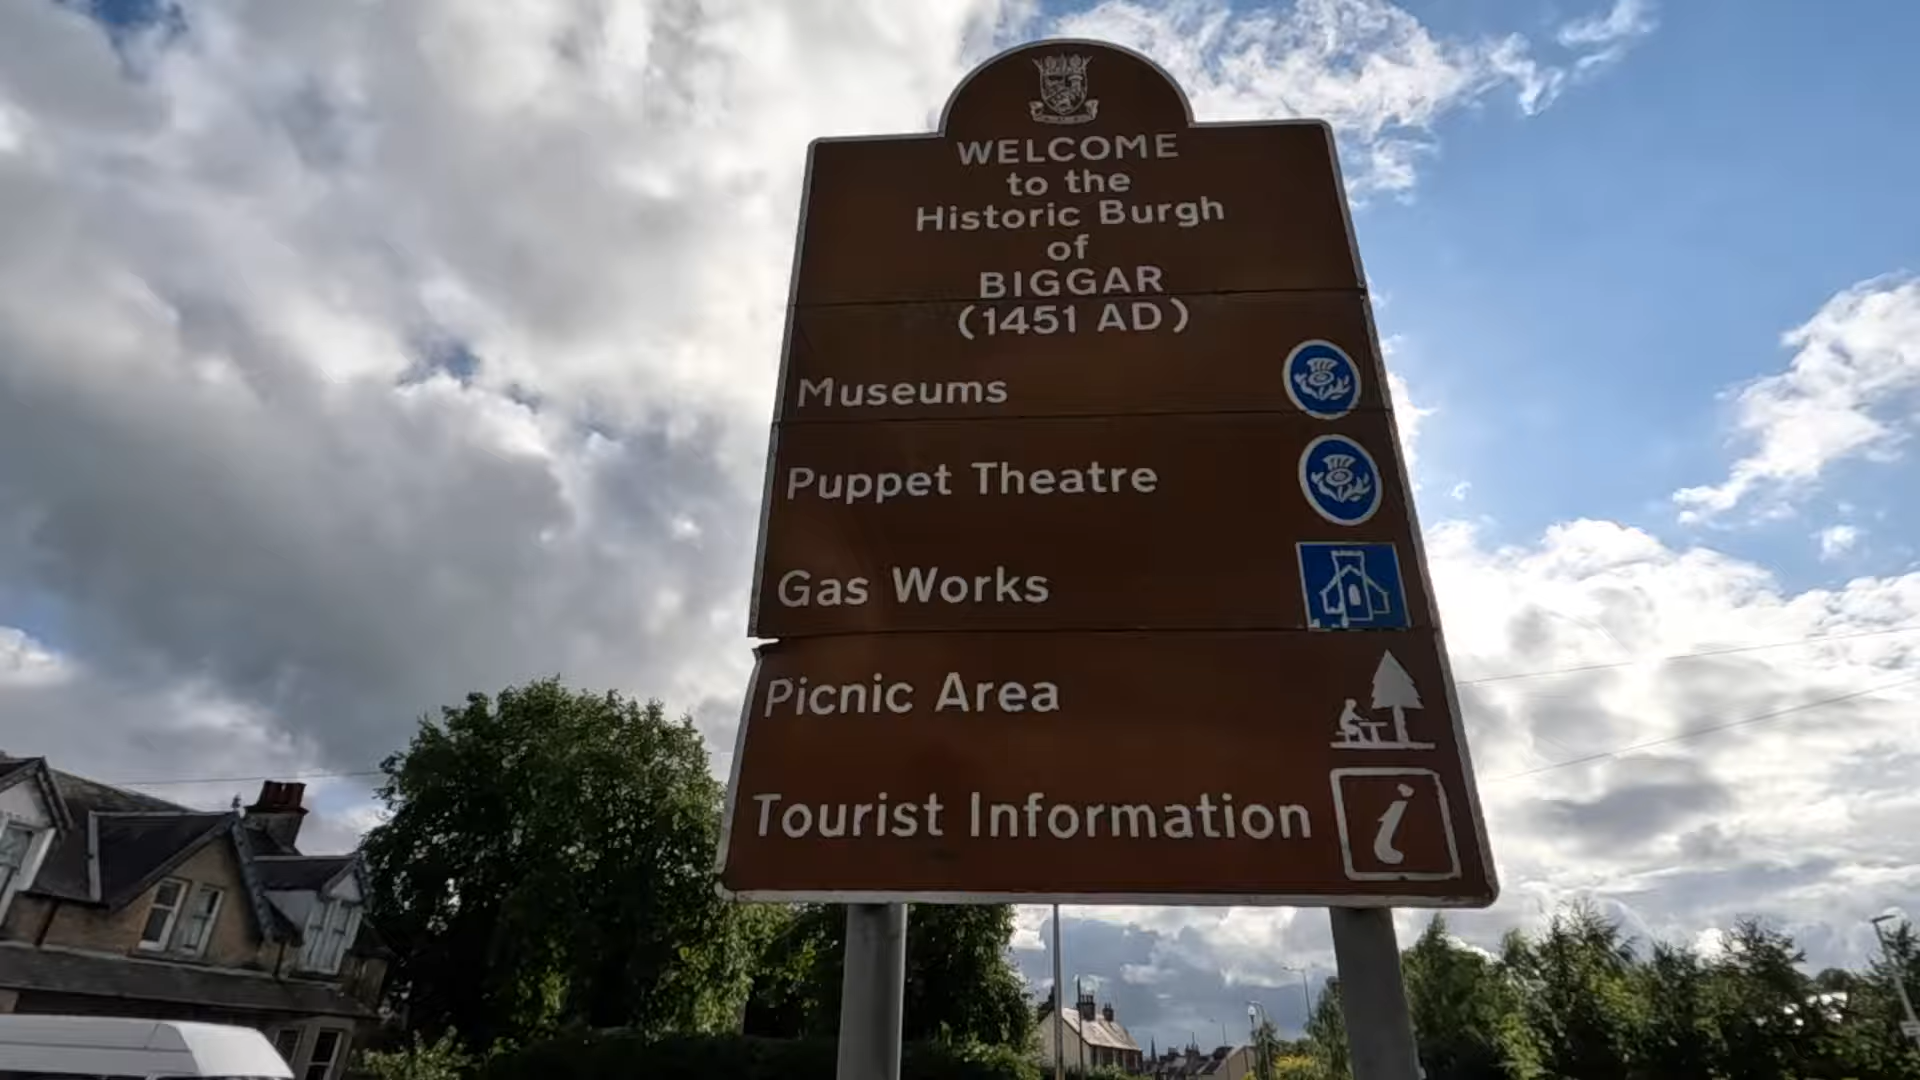 WELCOME
to the
Historic Burgh
of
BIGGAR
(1451 AD)
Museums
Puppet Theatre
Gas Works
Picnic Area
Tourist Information
i